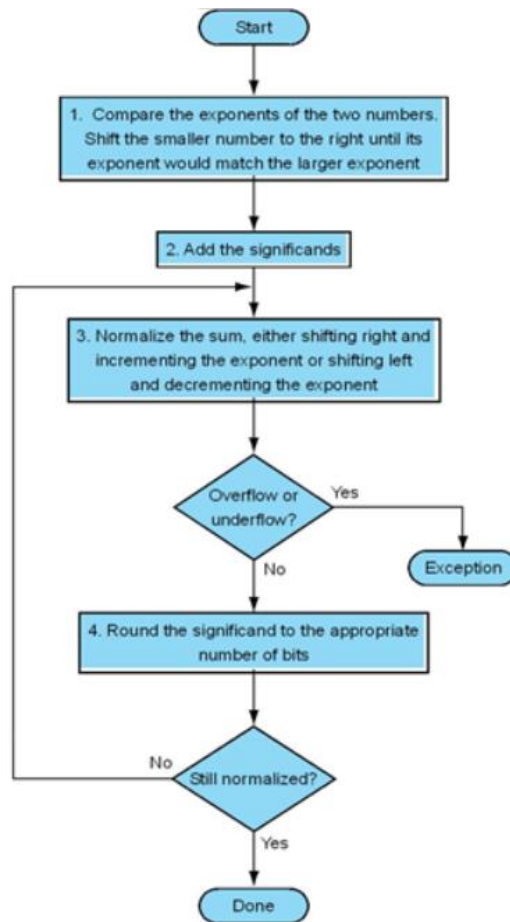 Start
1. Compare the exponents of the two numbers.
Shift the smaller number to the right until its
exponent would match the larger exponent
2. Add the significands
3. Normalize the sum, either shifting right and
incrementing the exponent or shifting left
and decrementing the exponent
Overflow or
underflow?
Yes
Exception
No
4. Round the significand to the appropriate
number of bits
Still normalized?
No
Yes
Done